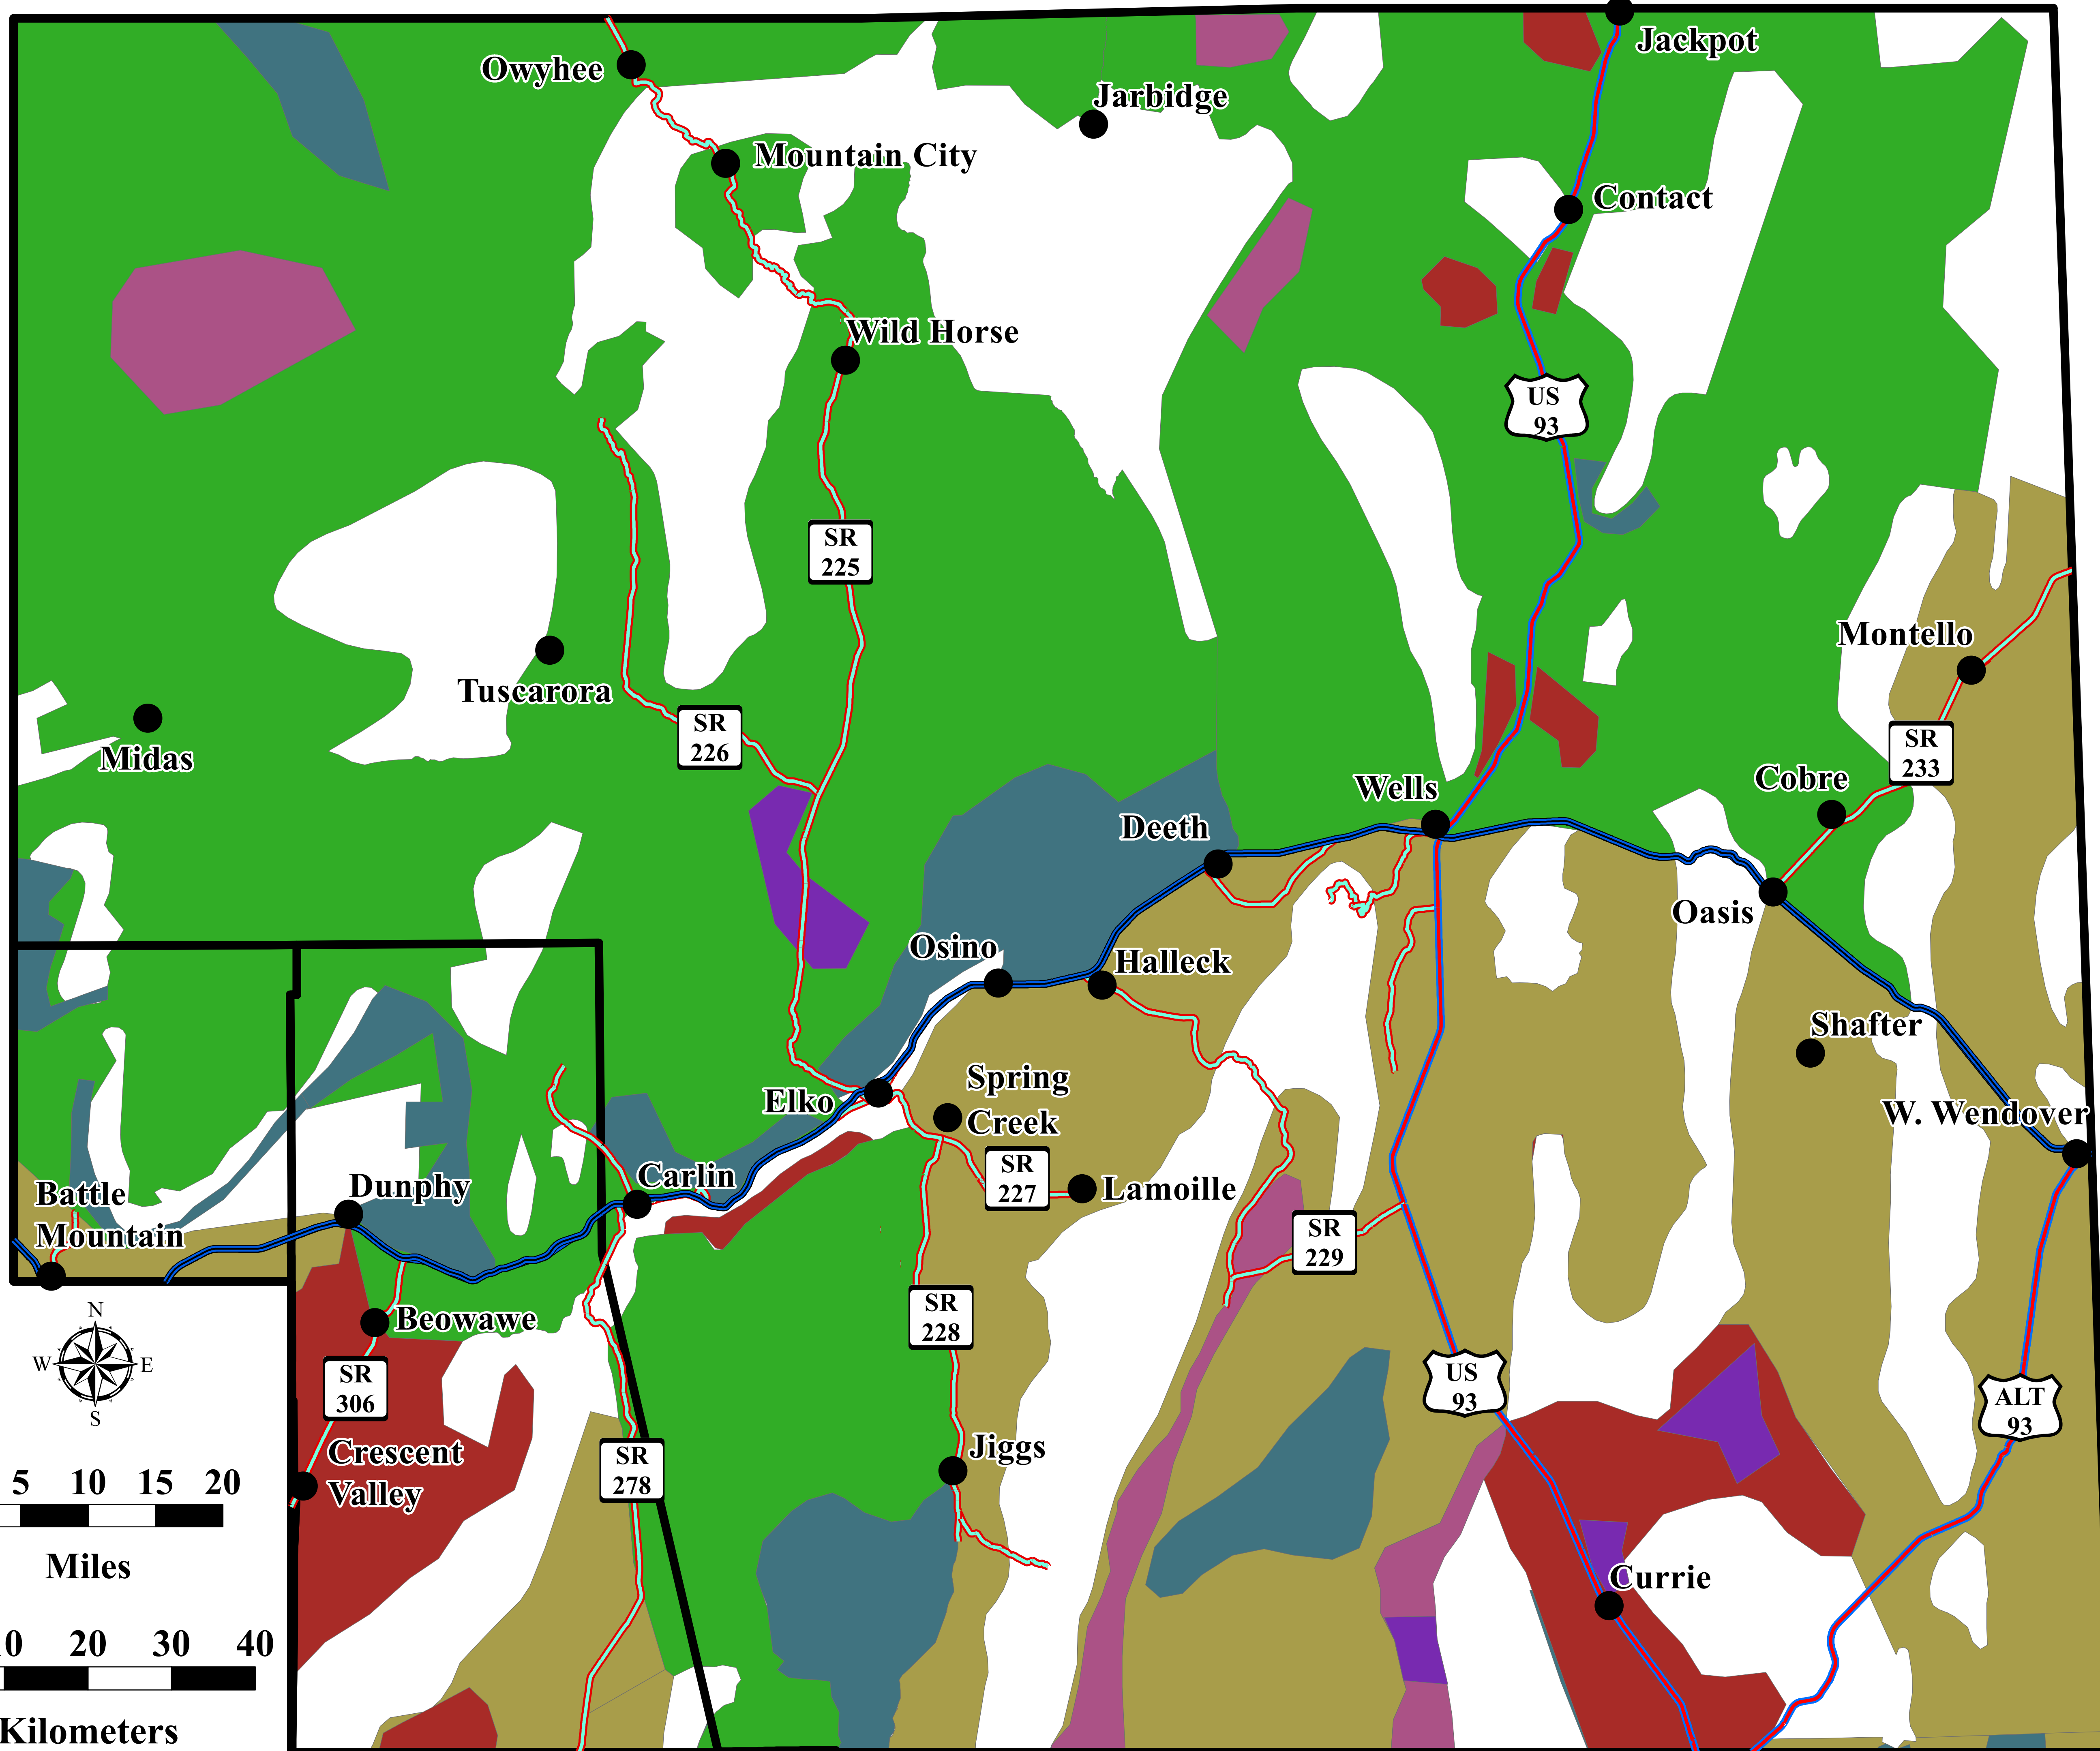 Jackpot
Owyhee
Jarbidge
Mountain City
Contact
Wild Horse
US
93
SR
225
Montello
Tuscarora
SR
226
Midas
SR
233
Wells
Cobre
Deeth
Oasis
Osino
Halleck
Shafter
Spring
Creek
Elko
W. Wendover
SR
227
Carlin
Lamoille
Dunphy
Battle
Mountain
SR
229
N
W
E
S
Beowawe
SR
228
SR
306
US
93
ALT
93
Crescent
Valley
SR
278
Jiggs
5 10 15 20
Miles
Currie
0 20 30 40
Kilometers